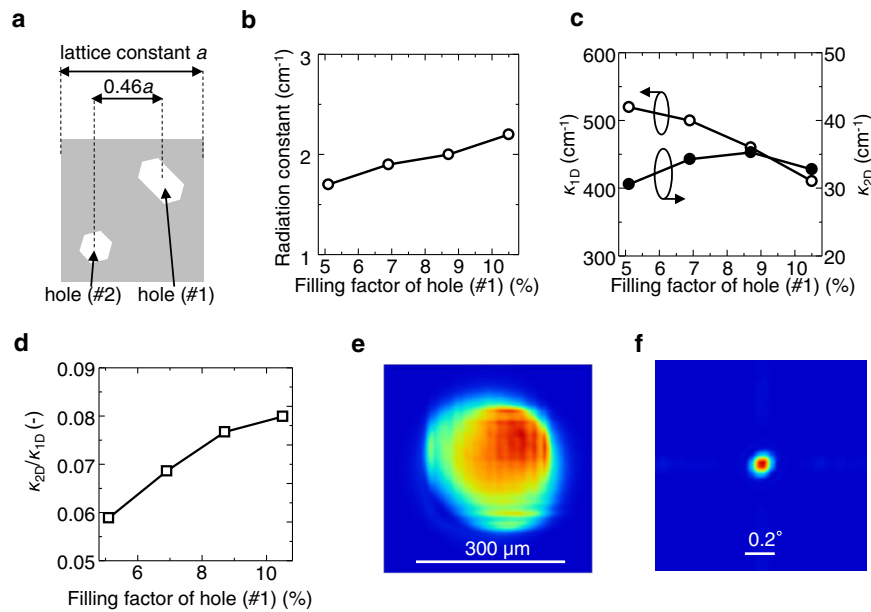 a
lattice constant a
0.46a
hole (#2)
hole (#1)
b
Radiation constant (cm⁻¹)
3
2
1
5 6 7 8 9 10
Filling factor of hole (#1) (%)
c
κ1D (cm⁻¹)
600
500
400
300
50
40
30
20
κ2D (cm⁻¹)
5 6 7 8 9 10
Filling factor of hole (#1) (%)
d
κ2D/κ1D (-)
0.09
0.08
0.07
0.06
0.05
6 8 10
Filling factor of hole (#1) (%)
e
300 µm
f
0.2°